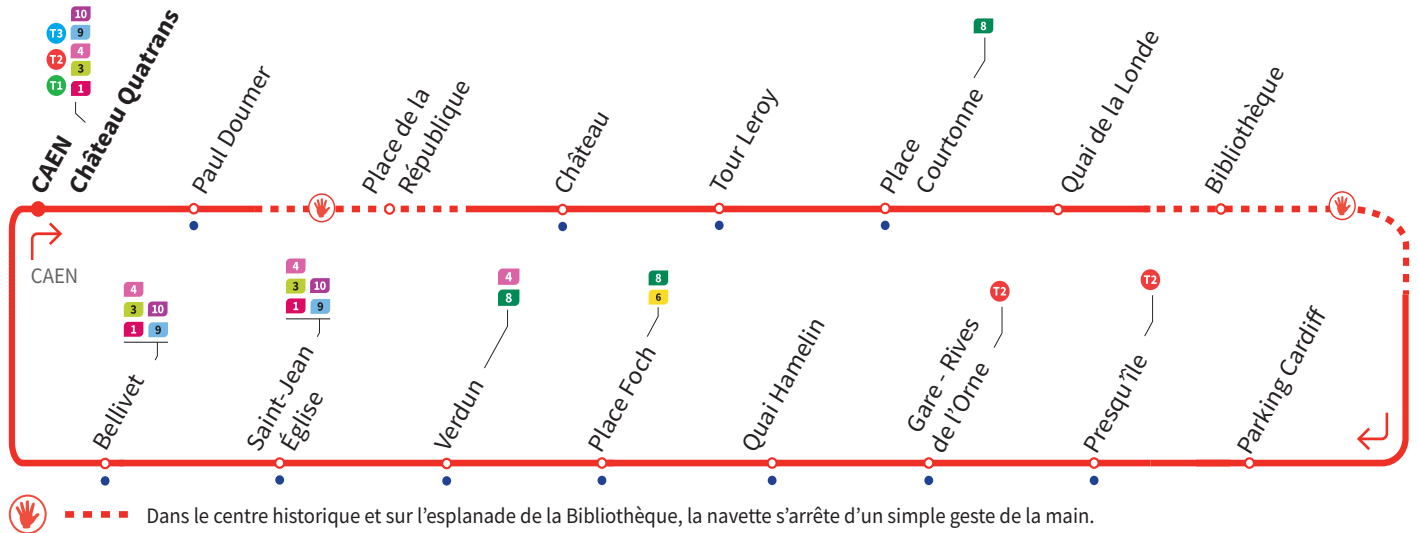 10
T3 9
T2 4
3
T1 1
CAEN
Château Quatrans
Paul Doumer
Place de la
République
Château
Tour Leroy
8
Place
Courtonne
Quai de la Londe
Bibliothèque
CAEN
4
3 10
1 9
Bellivet
4
3 10
1 9
Saint-Jean
Église
4
8
Verdun
8
6
Place Foch
Quai Hamelin
T2
Gare - Rives
de l'Orne
T2
Presqu'île
Parking Cardiff
Dans le centre historique et sur l'esplanade de la Bibliothèque, la navette s'arrête d'un simple geste de la main.